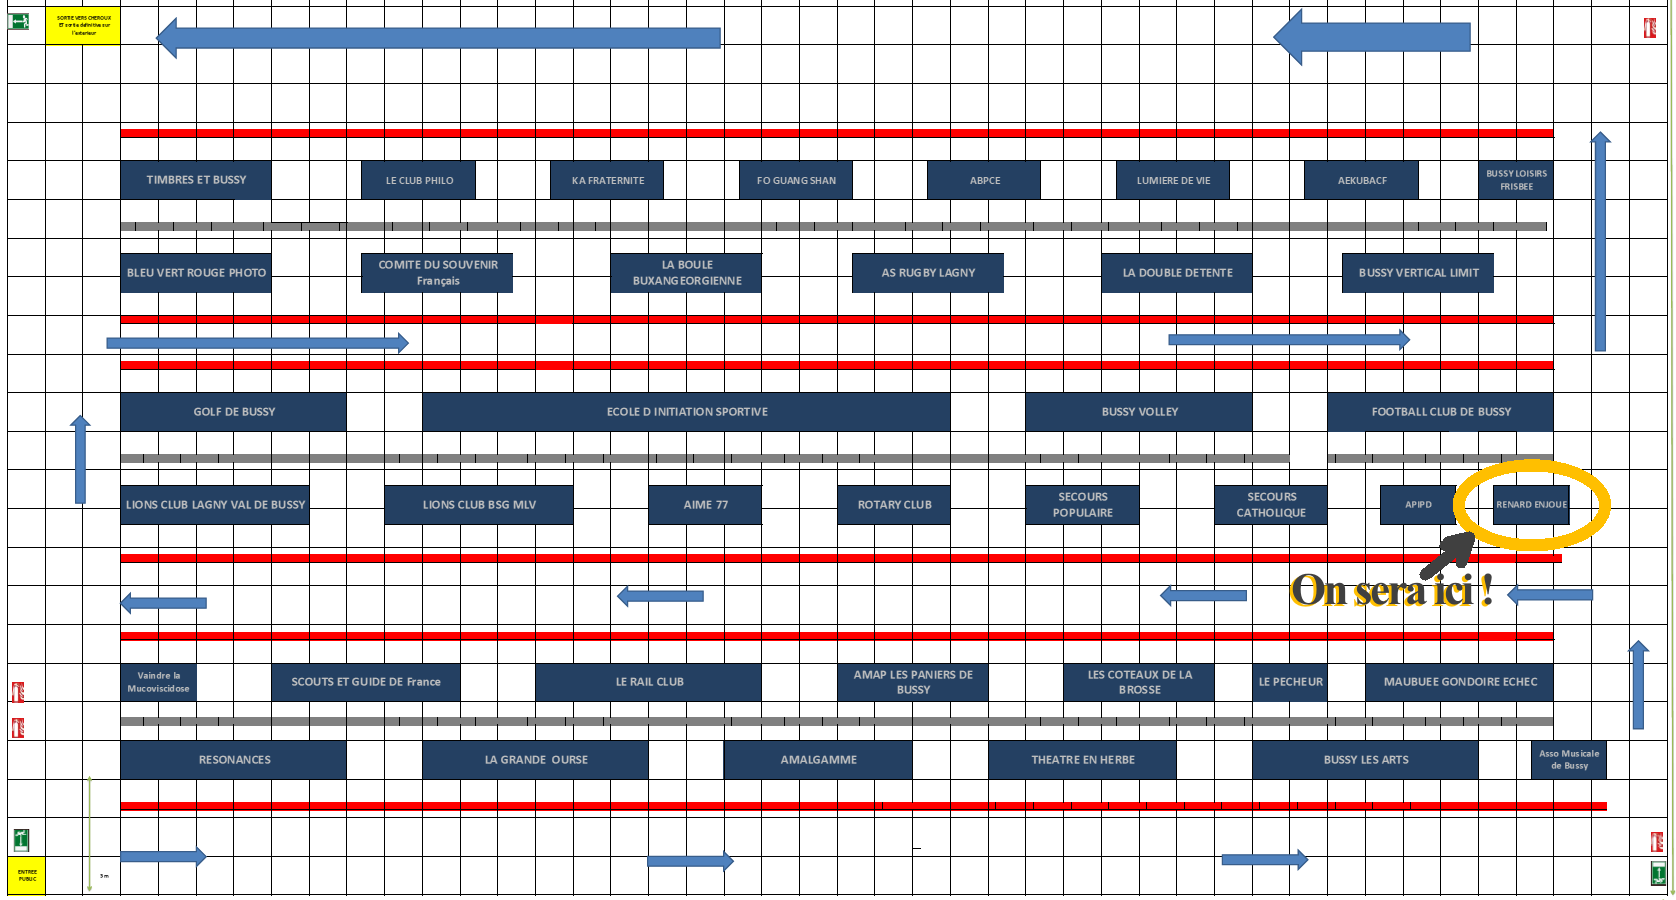 SORTIE VERS CHEROUX
ET sortie définitive sur
l'exterieur
TIMBRES ET BUSSY
LE CLUB PHILO
KA FRATERNITE
FO GUANG SHAN
ABPCE
LUMIERE DE VIE
AEKUBACF
BUSSY LOISIRS
FRISBEE
BLEU VERT ROUGE PHOTO
COMITE DU SOUVENIR
Français
LA BOULE
BUXANGEORGIENNE
AS RUGBY LAGNY
LA DOUBLE DETENTE
BUSSY VERTICAL LIMIT
GOLF DE BUSSY
ECOLE D INITIATION SPORTIVE
BUSSY VOLLEY
FOOTBALL CLUB DE BUSSY
LIONS CLUB LAGNY VAL DE BUSSY
LIONS CLUB BSG MLV
AIME 77
ROTARY CLUB
SECOURS
POPULAIRE
SECOURS
CATHOLIQUE
APIPD
RENARD ENJOUE
On sera ici !
Vaindre la
Mucoviscidose
SCOUTS ET GUIDE DE France
LE RAIL CLUB
AMAP LES PANIERS DE
BUSSY
LES COTEAUX DE LA
BROSSE
LE PECHEUR
MAUBUEE GONDOIRE ECHEC
RESONANCES
LA GRANDE OURSE
AMALGAMME
THEATRE EN HERBE
BUSSY LES ARTS
Asso Musicale
de Bussy
ENTREE
PUBLIC
3 m